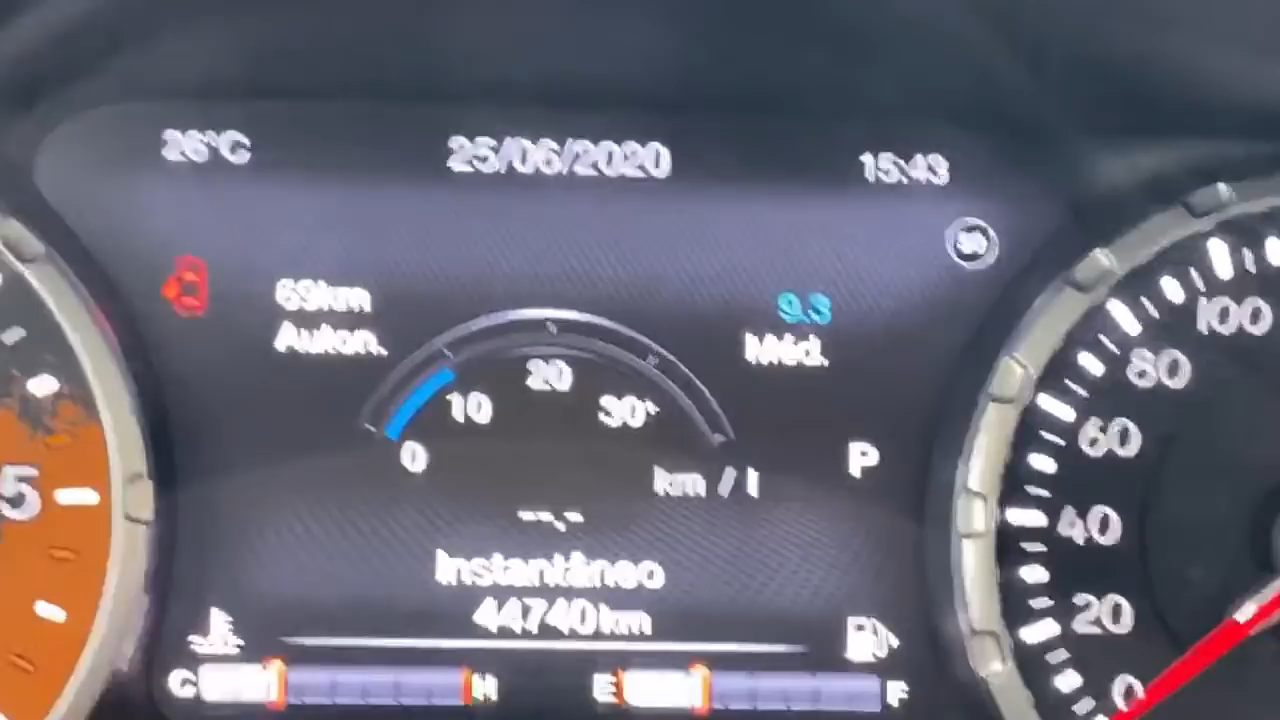 26°C 25/06/2020 15:43
69km
Auton.
9.3
Méd.
0 10 20 30+
km / l
P
--.-
Instantâneo
44740km
C H E F
5
100
80
60
40
20
0